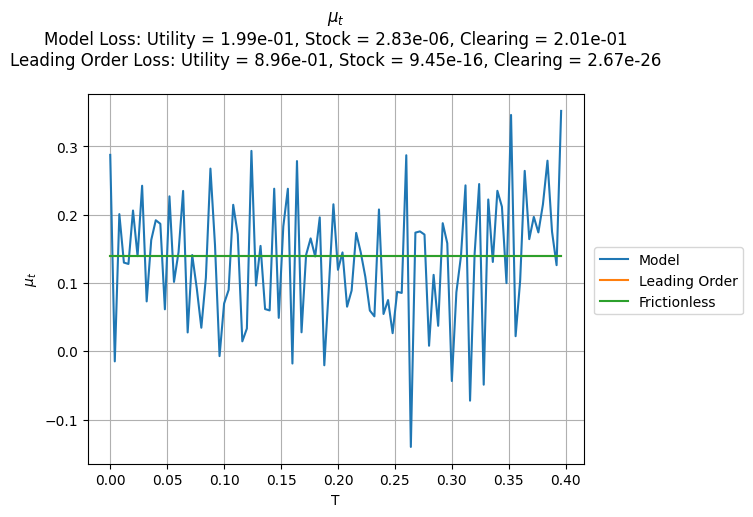 μt
Model Loss: Utility = 1.99e-01, Stock = 2.83e-06, Clearing = 2.01e-01
Leading Order Loss: Utility = 8.96e-01, Stock = 9.45e-16, Clearing = 2.67e-26
0.3
0.2
0.1
0.0
−0.1
μt
0.00 0.05 0.10 0.15 0.20 0.25 0.30 0.35 0.40
T
Model
Leading Order
Frictionless